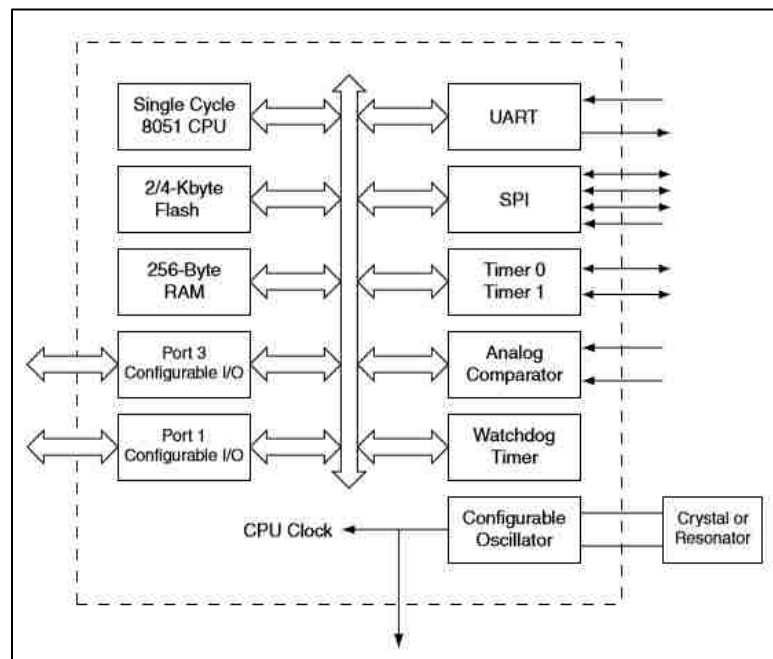 Single Cycle
8051 CPU
UART
2/4-Kbyte
Flash
SPI
256-Byte
RAM
Timer 0
Timer 1
Port 3
Configurable I/O
Analog
Comparator
Port 1
Configurable I/O
Watchdog
Timer
CPU Clock
Configurable
Oscillator
Crystal or
Resonator